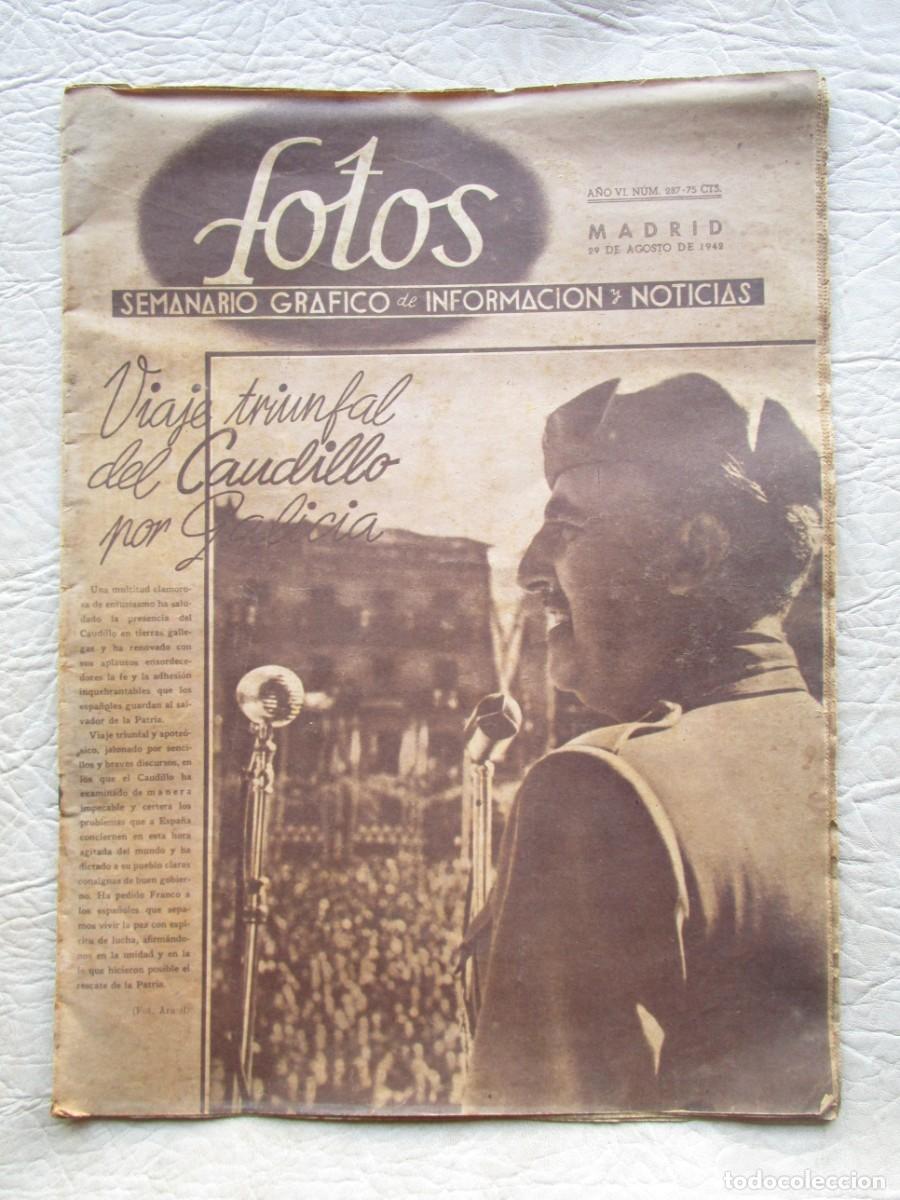 fotos
AÑO VI. NÚM. 287-75 CTS.
MADRID
29 DE AGOSTO DE 1942
SEMANARIO GRAFICO de INFORMACION y NOTICIAS
Viaje triunfal
del Caudillo
por Galicia
Una multitud clamoro-
sa de entusiasmo ha salu-
dado la presencia del
Caudillo en tierras galle-
gas y ha renovado con
sus aplausos ensordece-
dores la fe y la adhesión
inquebrantables que los
españoles guardan al sal-
vador de la Patria.
Viaje triunfal y apoteó-
sico, jalonado por senci-
llos y breves discursos, en
los que el Caudillo ha
examinado de manera
impecable y certera los
problemas que a España
conciernen en esta hora
agitada del mundo y ha
dictado a su pueblo claras
consignas de buen gobier-
no. Ha pedido Franco a
los españoles que sepa-
mos vivir la paz con espí-
ritu de lucha, afirmándo-
nos en la unidad y en la
fe que hicieron posible el
rescate de la Patria.
(Fot.
todocoleccion